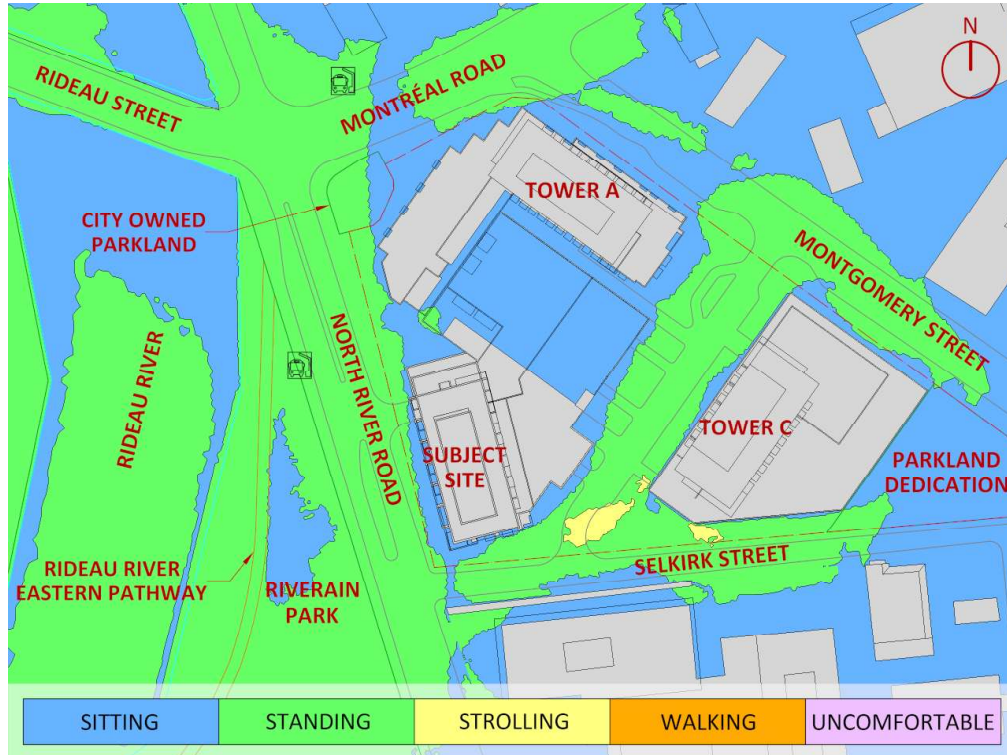 N
RIDEAU STREET
MONTRÉAL ROAD
TOWER A
CITY OWNED
PARKLAND
MONTGOMERY STREET
RIDEAU RIVER
NORTH RIVER ROAD
SUBJECT
SITE
TOWER C
PARKLAND
DEDICATION
RIDEAU RIVER
EASTERN PATHWAY
RIVERAIN
PARK
SELKIRK STREET
SITTING
STANDING
STROLLING
WALKING
UNCOMFORTABLE